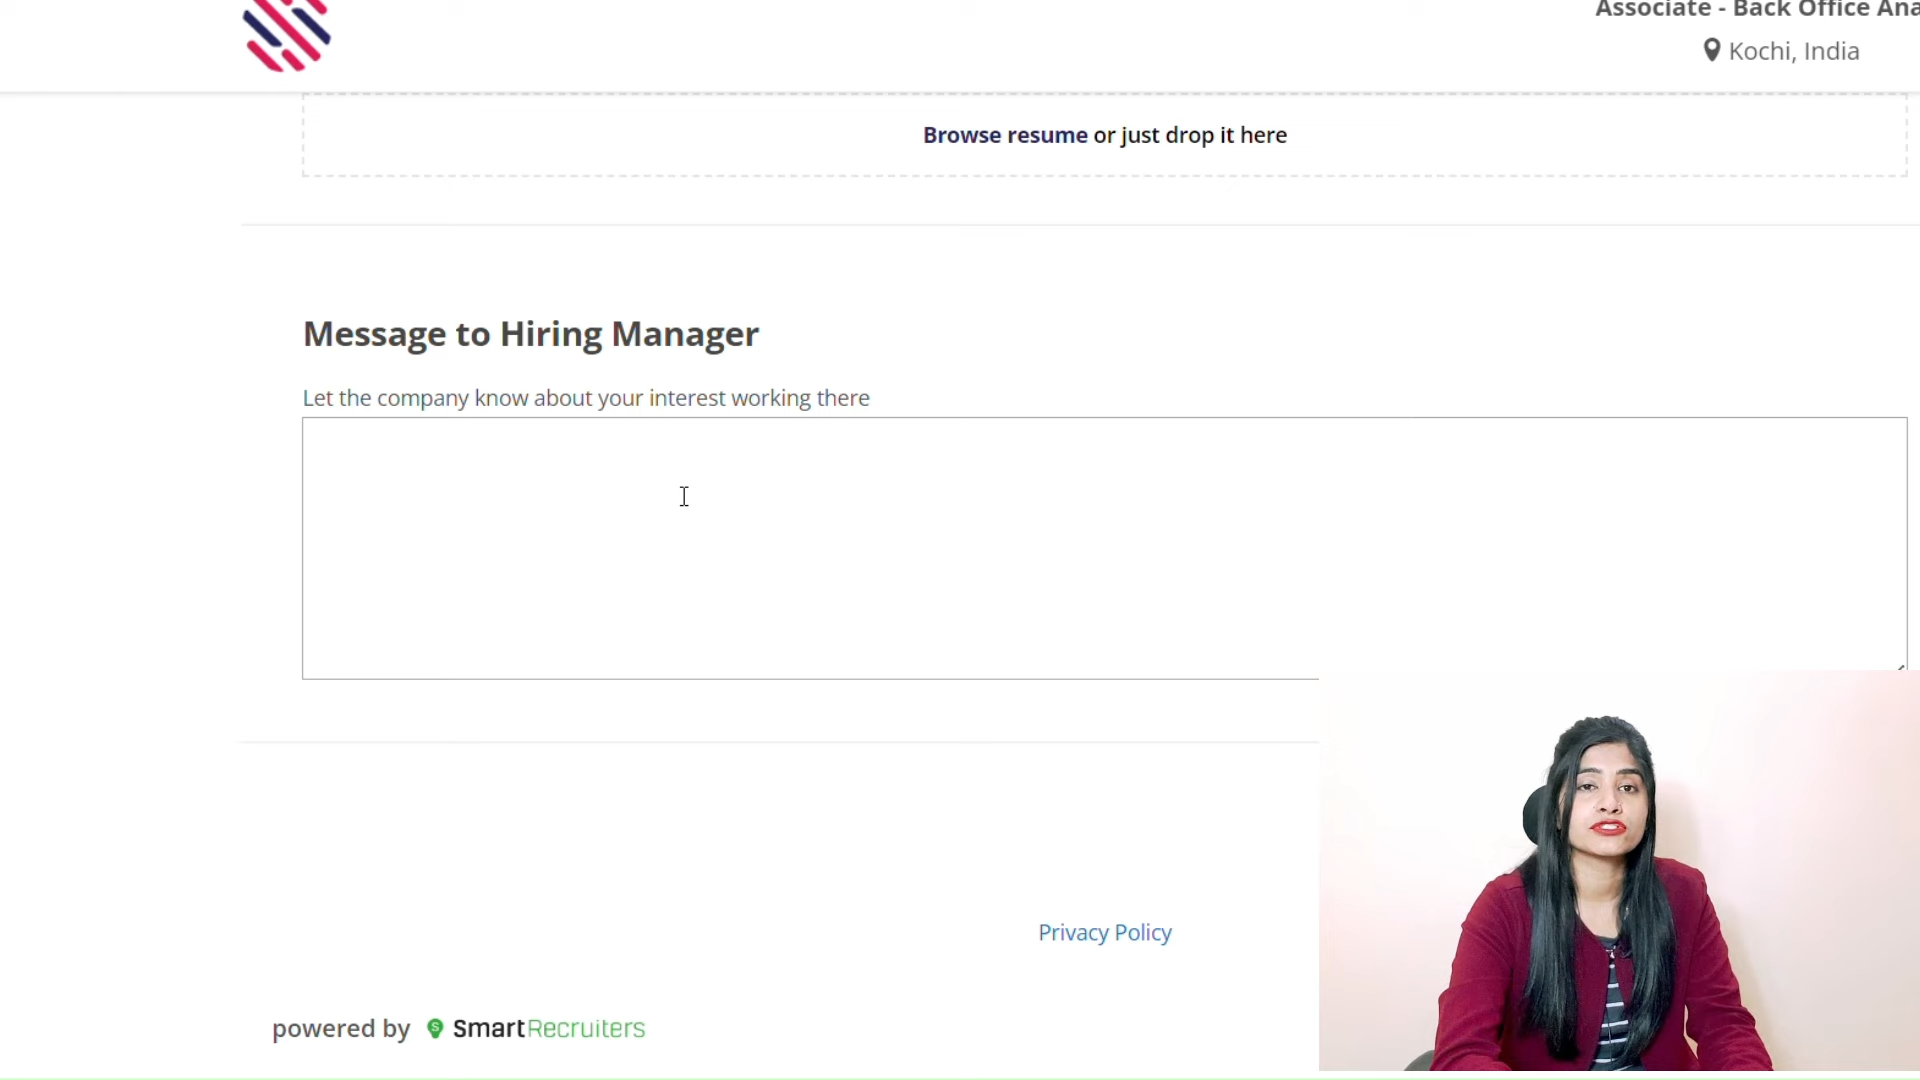 Associate - Back Office Ana
Kochi, India
Browse resume or just drop it here
Message to Hiring Manager
Let the company know about your interest working there
Privacy Policy
powered by SmartRecruiters